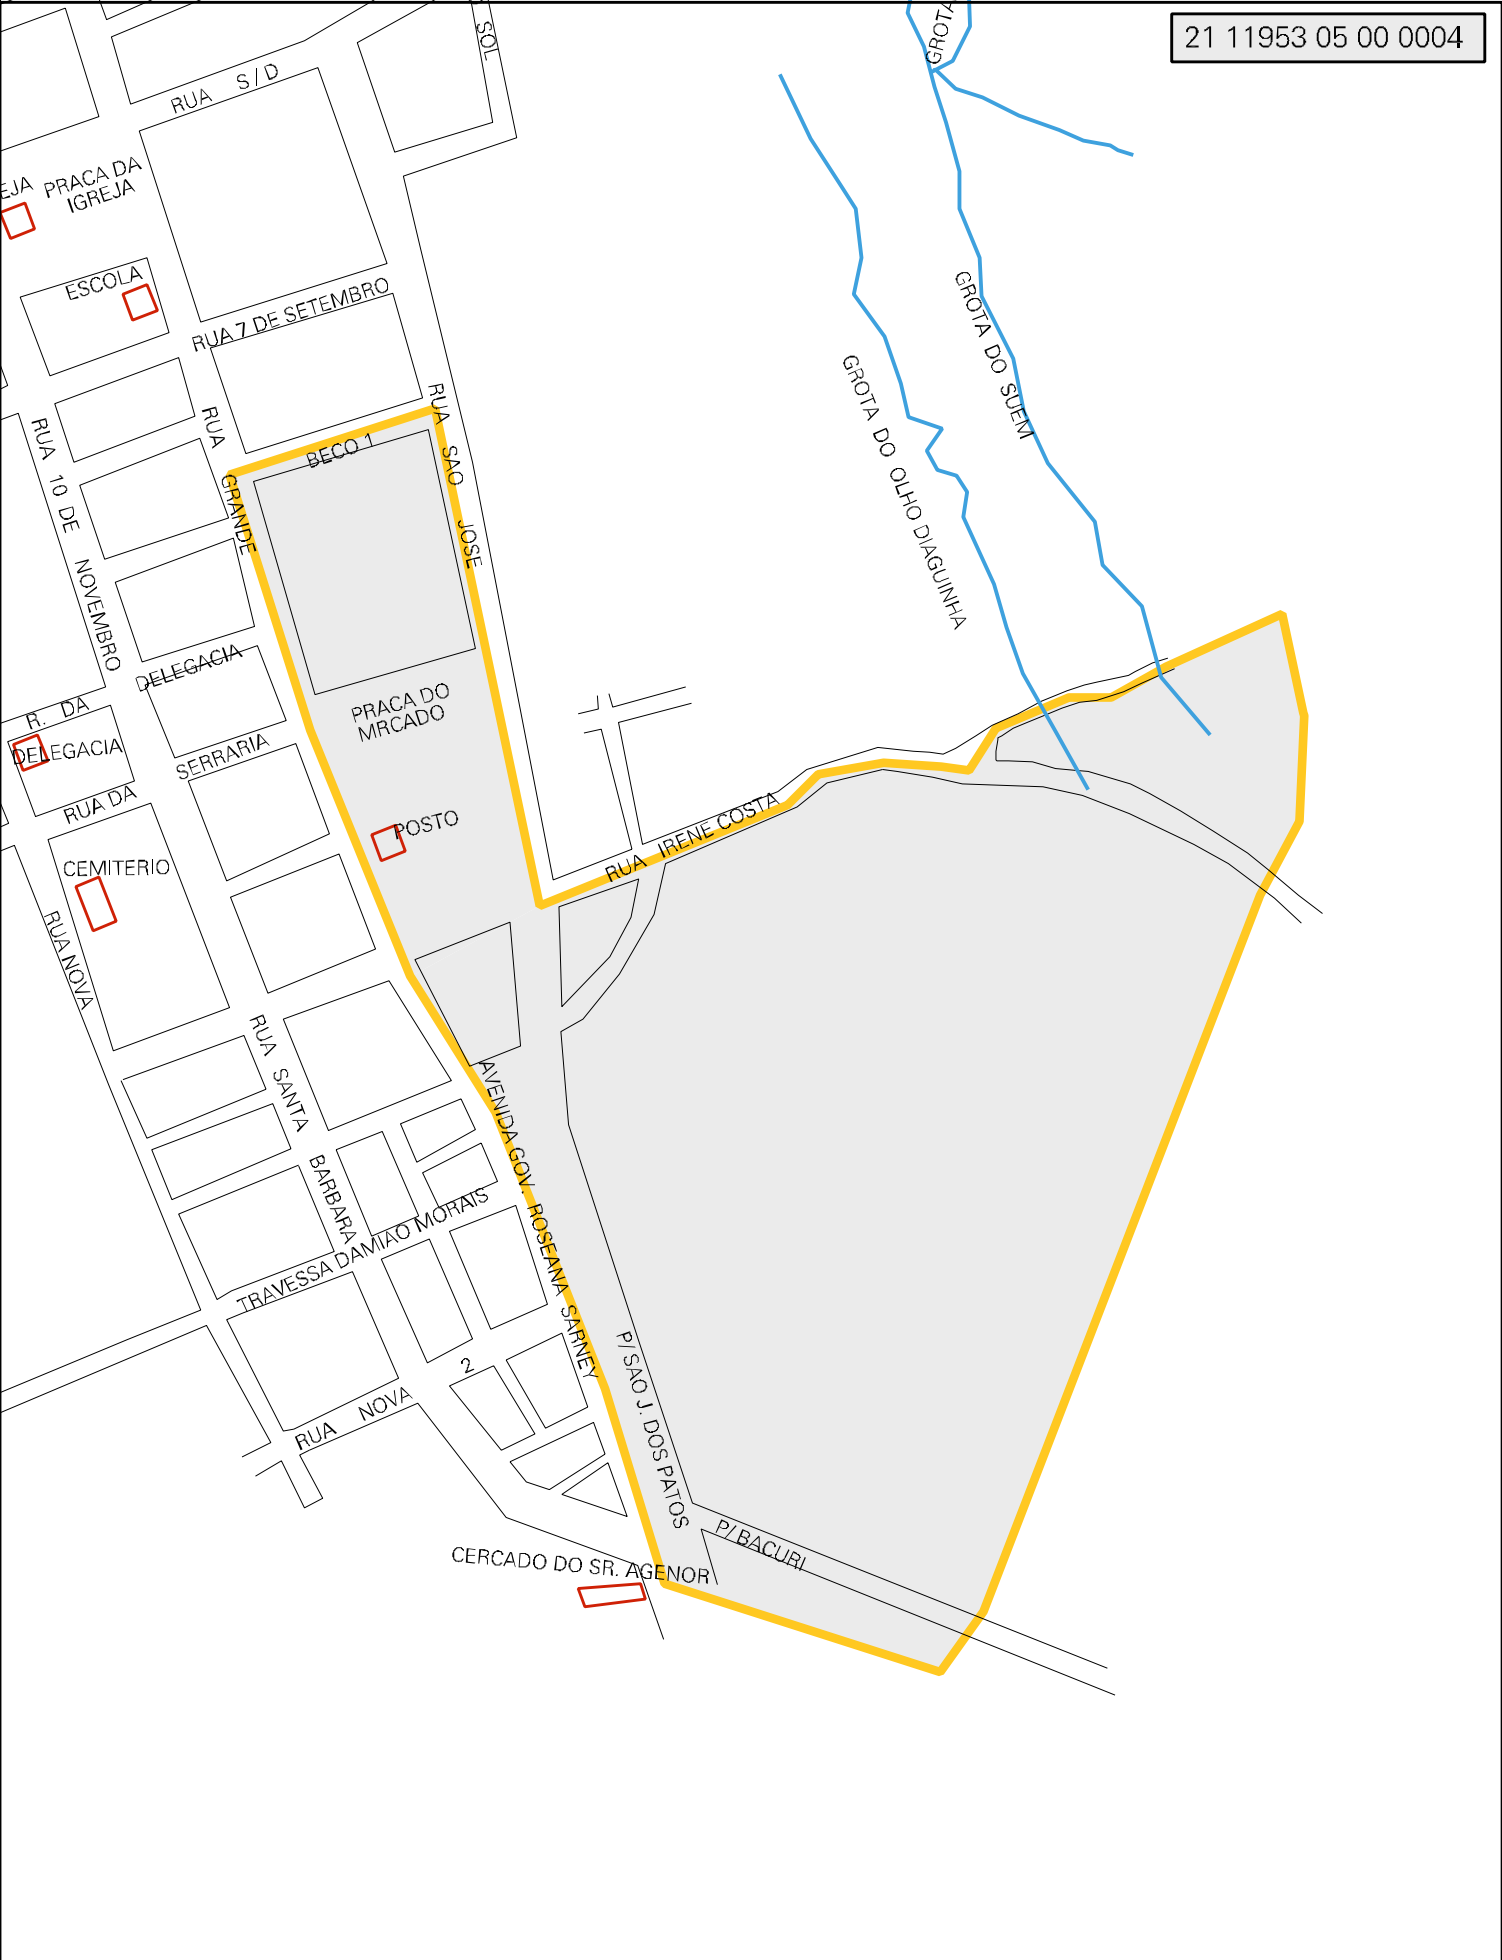 21 11953 05 00 0004
SOL
GROTA
RUA S/D
EJA
PRACA DA
IGREJA
ESCOLA
RUA 7 DE SETEMBRO
GROTA DO SUEM
GROTA DO OLHO DIAGUINHA
RUA SAO JOSE
BECO 1
RUA GRANDE
RUA 10 DE NOVEMBRO
DELEGACIA
R. DA
DELEGACIA
PRACA DO
MRCADO
SERRARIA
RUA DA
POSTO
RUA IRENE COSTA
CEMITERIO
RUA NOVA
RUA SANTA BARBARA
AVENIDA GOV. ROSEANA SARNEY
TRAVESSA DAMIAO MORAIS
2
RUA NOVA
P/ SAO J. DOS PATOS
P/ BACURI
CERCADO DO SR. AGENOR